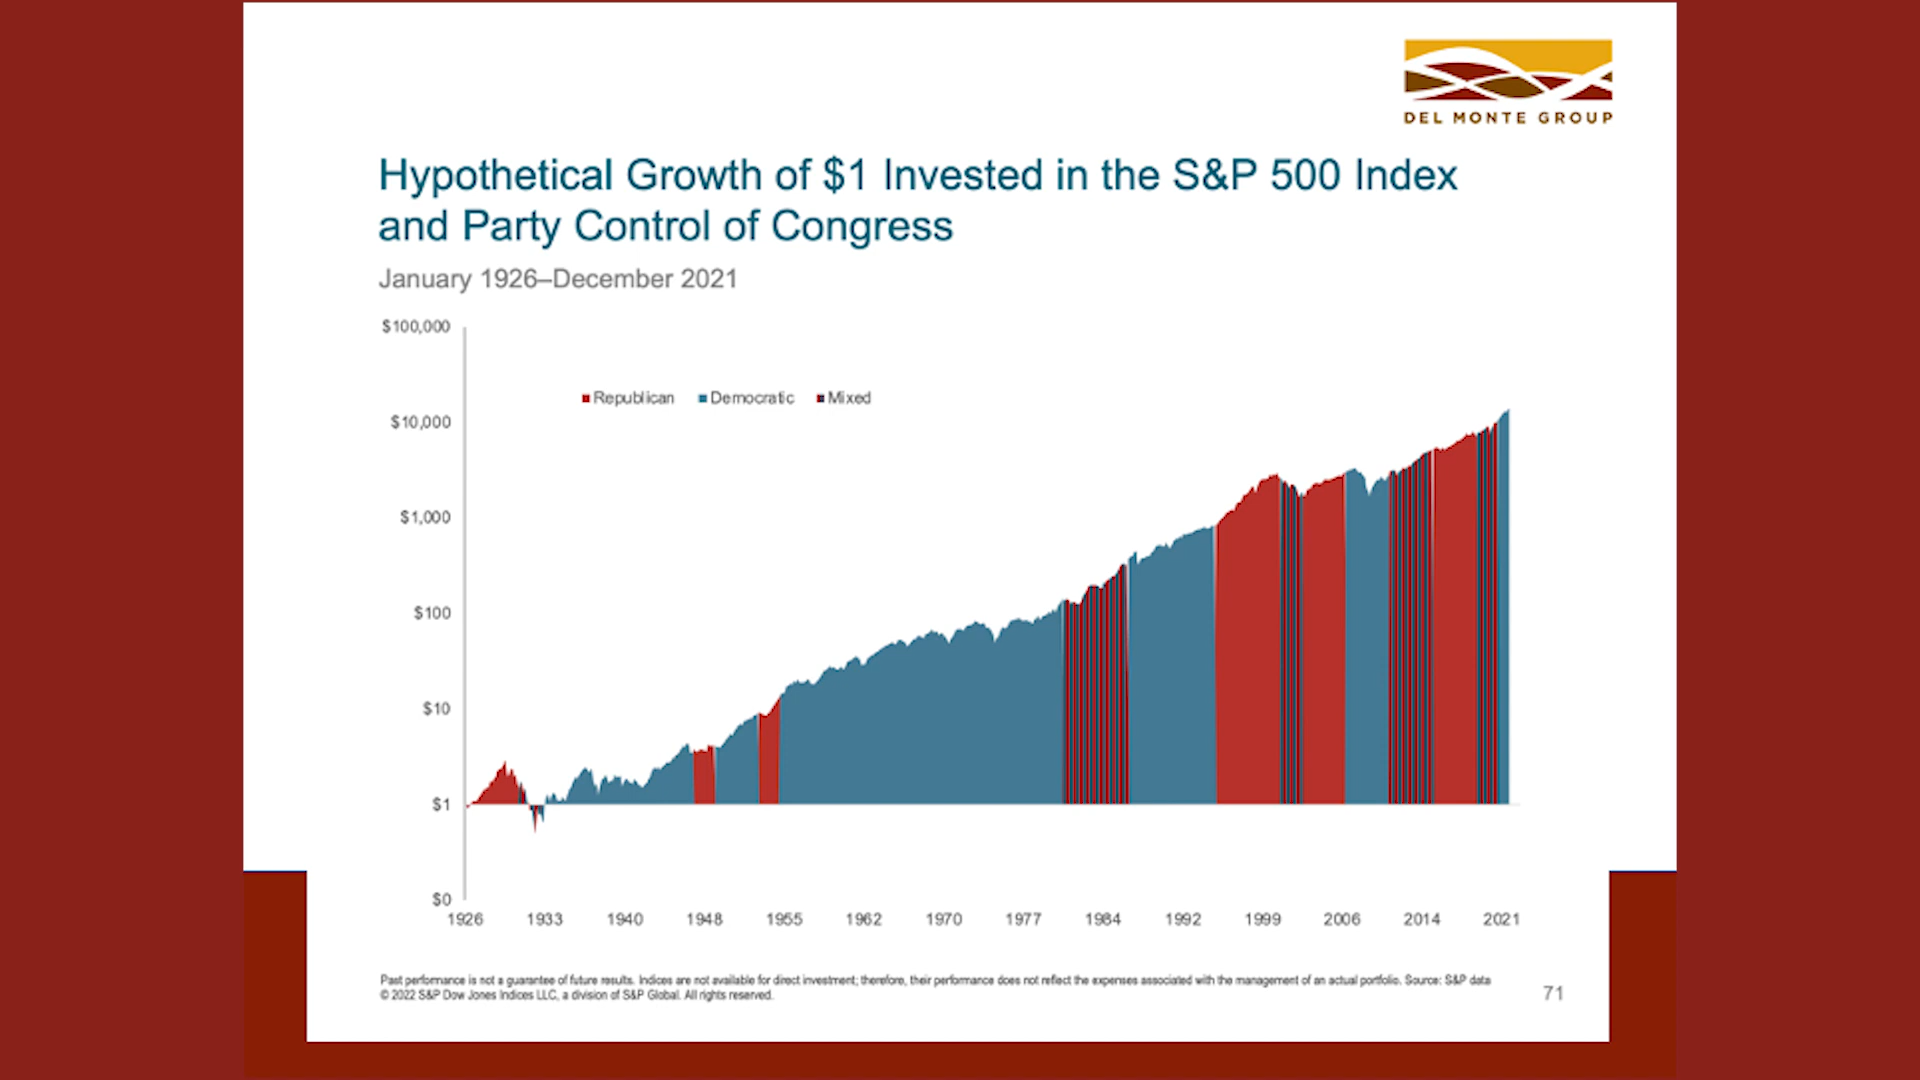 DEL MONTE GROUP
Hypothetical Growth of $1 Invested in the S&P 500 Index
and Party Control of Congress
January 1926–December 2021
$100,000
Republican Democratic Mixed
$10,000
$1,000
$100
$10
$1
$0
1926 1933 1940 1948 1955 1962 1970 1977 1984 1992 1999 2006 2014 2021
Past performance is not a guarantee of future results. Indices are not available for direct investment; therefore, their performance does not reflect the expenses associated with the management of an actual portfolio. Source: S&P data
© 2022 S&P Dow Jones Indices LLC, a division of S&P Global. All rights reserved.
71